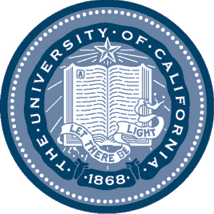 ·THE·UNIVERSITY·OF·CALIFORNIA·
A
LET THERE BE LIGHT
·1868·